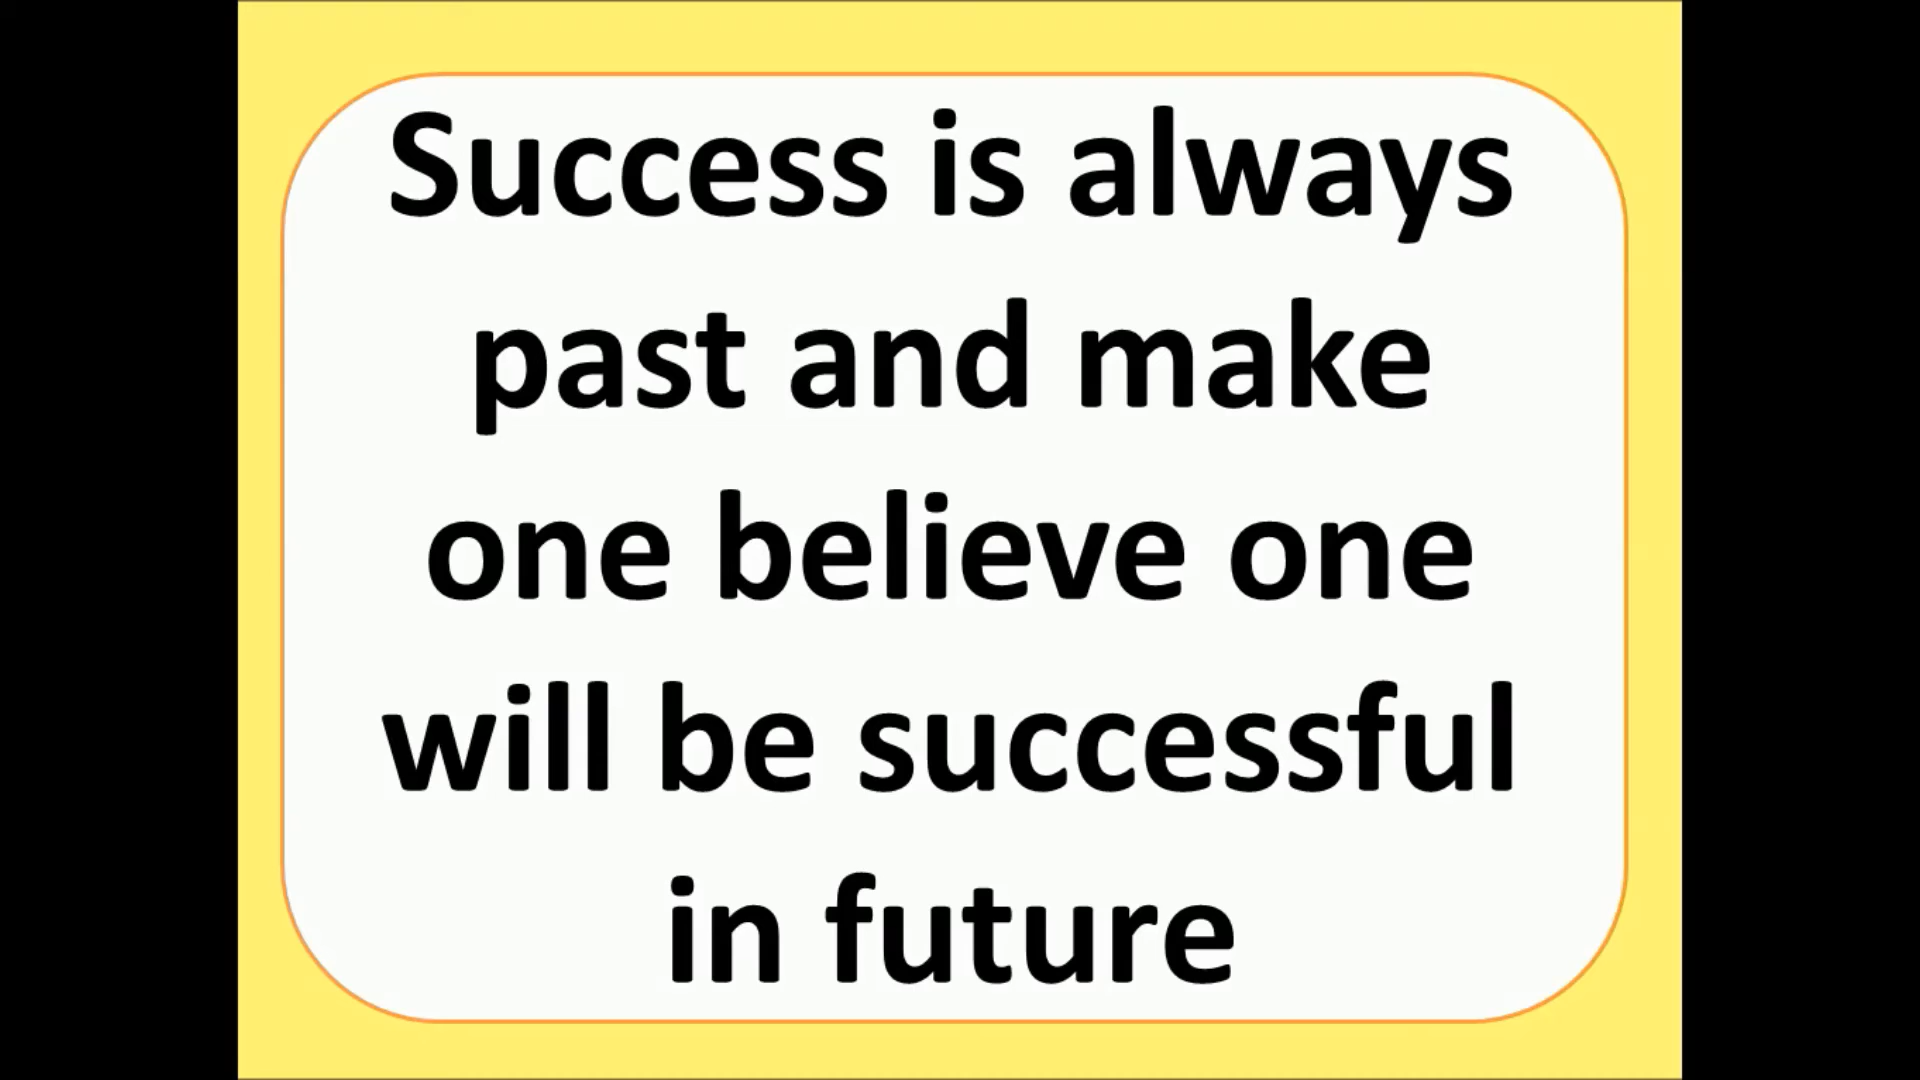 Success is always
past and make
one believe one
will be successful
in future